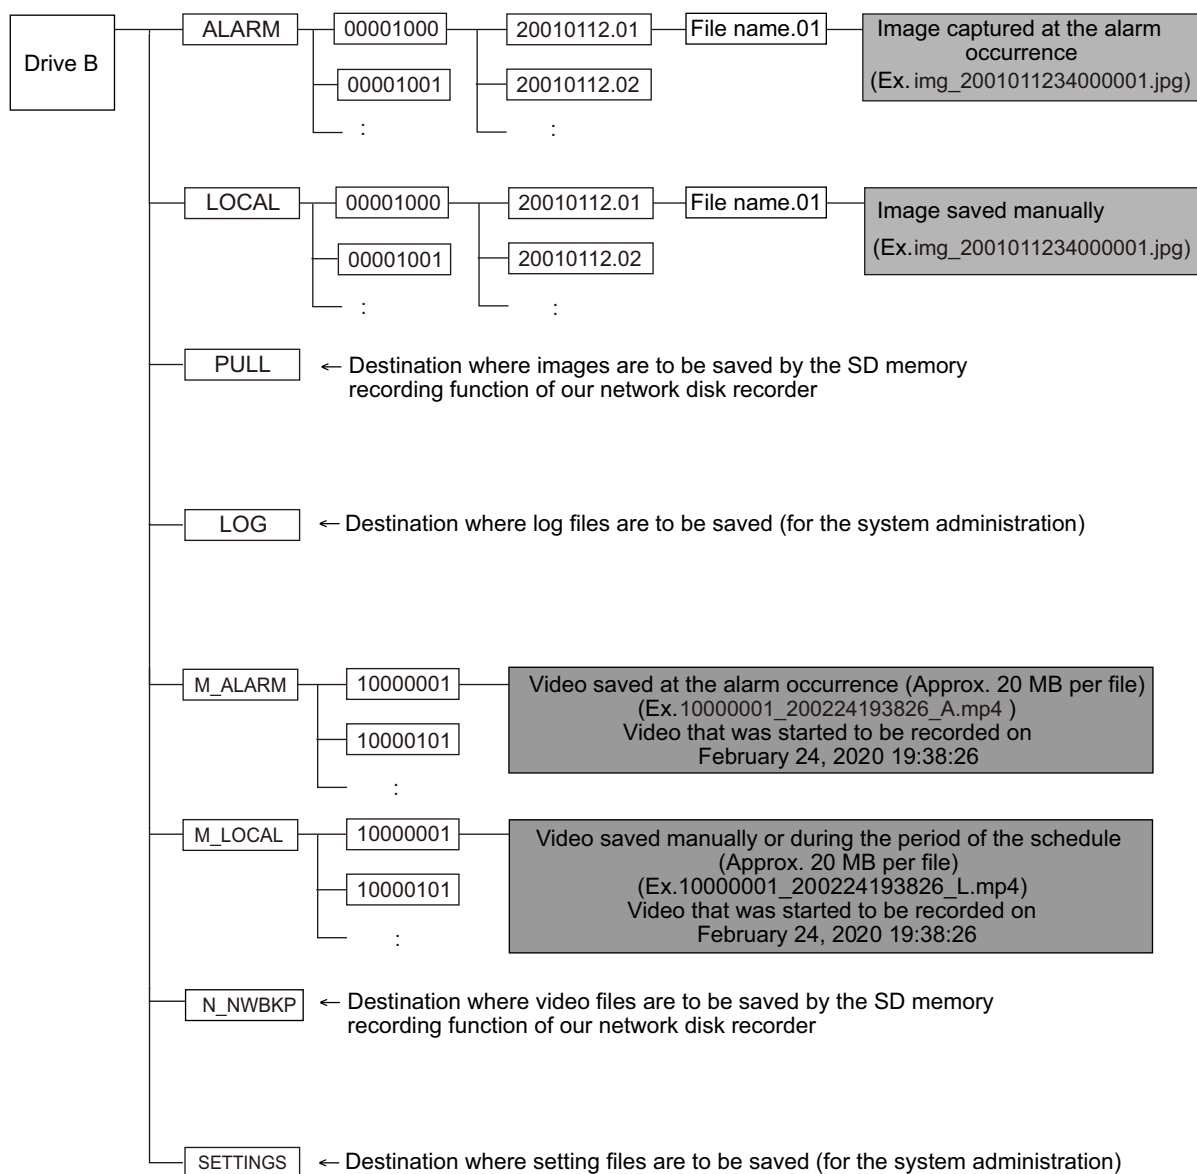 Drive B
ALARM
00001000
20010112.01
File name.01
Image captured at the alarm
occurrence
(Ex. img_2001011234000001.jpg)
00001001
20010112.02
:
:
LOCAL
00001000
20010112.01
File name.01
Image saved manually
(Ex. img_2001011234000001.jpg)
00001001
20010112.02
:
:
PULL
← Destination where images are to be saved by the SD memory
recording function of our network disk recorder
LOG
← Destination where log files are to be saved (for the system administration)
M_ALARM
10000001
Video saved at the alarm occurrence (Approx. 20 MB per file)
(Ex.10000001_200224193826_A.mp4 )
Video that was started to be recorded on
February 24, 2020 19:38:26
10000101
:
M_LOCAL
10000001
Video saved manually or during the period of the schedule
(Approx. 20 MB per file)
(Ex.10000001_200224193826_L.mp4)
Video that was started to be recorded on
February 24, 2020 19:38:26
10000101
:
N_NWBKP
← Destination where video files are to be saved by the SD memory
recording function of our network disk recorder
SETTINGS
← Destination where setting files are to be saved (for the system administration)